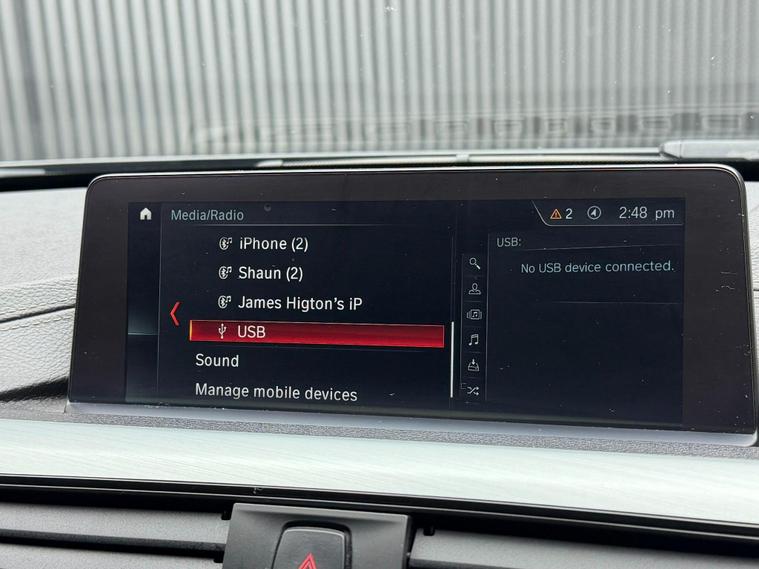 Media/Radio
2
2:48 pm
iPhone (2)
Shaun (2)
James Higton's iP
USB
Sound
Manage mobile devices
USB:
No USB device connected.